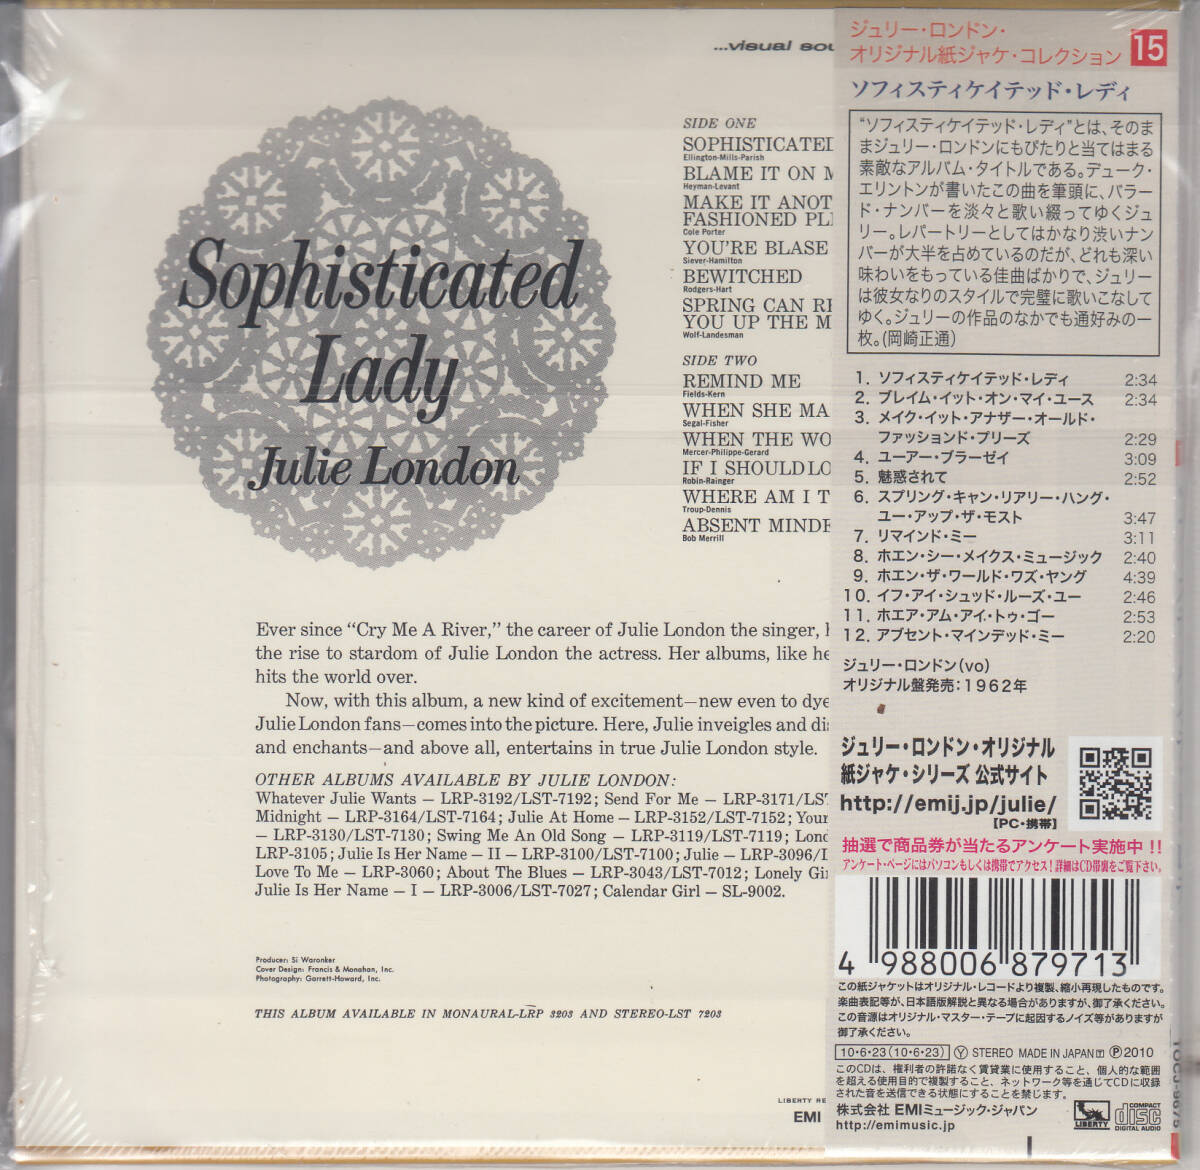 ...visual sou
Sophisticated
Lady
Julie London
SIDE ONE
SOPHISTICATED
Ellington-Mills-Parish
BLAME IT ON M
Heyman-Levant
MAKE IT ANOT
FASHIONED PLE
Cole Porter
YOU'RE BLASE
Siever-Hamilton
BEWITCHED
Rodgers-Hart
SPRING CAN RE
YOU UP THE M
Wolf-Landesman
SIDE TWO
REMIND ME
Fields-Kern
WHEN SHE MA
Segal-Fisher
WHEN THE WO
Mercer-Philippe-Gerard
IF I SHOULD LO
Robin-Rainger
WHERE AM I T
Troup-Dennis
ABSENT MINDE
Bob Merrill
Ever since "Cry Me A River," the career of Julie London the singer, h
the rise to stardom of Julie London the actress. Her albums, like he
hits the world over.
Now, with this album, a new kind of excitement—new even to dye
Julie London fans—comes into the picture. Here, Julie inveigles and di
and enchants—and above all, entertains in true Julie London style.
OTHER ALBUMS AVAILABLE BY JULIE LONDON:
Whatever Julie Wants — LRP-3192/LST-7192; Send For Me — LRP-3171/LST
Midnight — LRP-3164/LST-7164; Julie At Home — LRP-3152/LST-7152; Your
— LRP-3130/LST-7130; Swing Me An Old Song — LRP-3119/LST-7119; Lond
LRP-3105; Julie Is Her Name — II — LRP-3100/LST-7100; Julie — LRP-3096/L
Love To Me — LRP-3060; About The Blues — LRP-3043/LST-7012; Lonely Gir
Julie Is Her Name — I — LRP-3006/LST-7027; Calendar Girl — SL-9002.
Producer: Si Waronker
Cover Design: Francis & Monahan, Inc.
Photography: Garrett-Howard, Inc.
THIS ALBUM AVAILABLE IN MONAURAL-LRP 3203 AND STEREO-LST 7203
LIBERTY RE
EMI
ジュリー・ロンドン・
オリジナル紙ジャケ・コレクション 15
ソフィスティケイテッド・レディ
“ソフィスティケイテッド・レディ”とは、そのま
まジュリー・ロンドンにもぴたりと当てはまる
素敵なアルバム・タイトルである。デューク・
エリントンが書いたこの曲を筆頭に、バラー
ド・ナンバーを淡々と歌い綴ってゆくジュ
リー。レパートリーとしてはかなり渋いナン
バーが大半を占めているのだが、どれも深い
味わいをもっている佳曲ばかりで、ジュリー
は彼女なりのスタイルで完璧に歌いこなして
ゆく。ジュリーの作品のなかでも通好みの一
枚。(岡崎正通)
1. ソフィスティケイテッド・レディ 2:34
2. ブレイム・イット・オン・マイ・ユース 2:34
3. メイク・イット・アナザー・オールド・
ファッションド・プリーズ 2:29
4. ユーアー・ブラーゼイ 3:09
5. 魅惑されて 2:52
6. スプリング・キャン・リアリー・ハング・
ユー・アップ・ザ・モスト 3:47
7. リマインド・ミー 3:11
8. ホエン・シー・メイクス・ミュージック 2:40
9. ホエン・ザ・ワールド・ワズ・ヤング 4:39
10. イフ・アイ・シュッド・ルーズ・ユー 2:46
11. ホエア・アム・アイ・トゥ・ゴー 2:53
12. アブセント・マインデッド・ミー 2:20
ジュリー・ロンドン(vo)
オリジナル盤発売:1962年
ジュリー・ロンドン・オリジナル
紙ジャケ・シリーズ 公式サイト
http://emij.jp/julie/
【PC・携帯】
抽選で商品券が当たるアンケート実施中!!
アンケート・ページにはパソコンもしくは携帯でアクセス!詳細はCD帯裏をご覧下さい。
4 988006 879713
この紙ジャケットはオリジナル・レコードより複製、縮小再現したものです。
楽曲表記等が、日本語版解説と異なる場合がありますが、御了承ください。
この音源はオリジナル・マスター・テープに起因するノイズ等がありますが
御了承ください。
10・6・23(10・6・23) Ⓨ STEREO MADE IN JAPAN ℗2010
このCDは、権利者の許諾なく賃貸業に使用すること、個人的な範囲
を超える使用目的で複製すること、ネットワーク等を通じてCDに収録
された音を送信できる状態にすることを禁じます。
株式会社 EMIミュージック・ジャパン
http://emimusic.jp/
LIBERTY
COMPACT
disc
DIGITAL AUDIO
TOCJ-9675